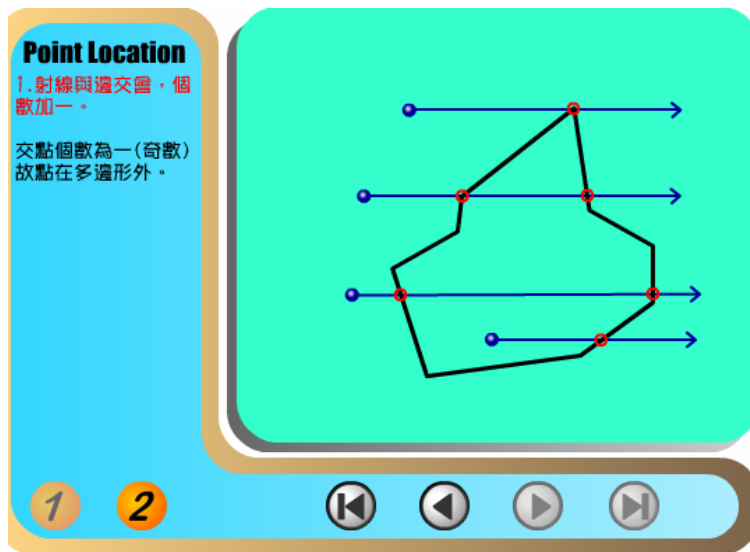 Point Location
1.射線與邊交會，個
數加一。
交點個數為一(奇數)
故點在多邊形外。
1
2